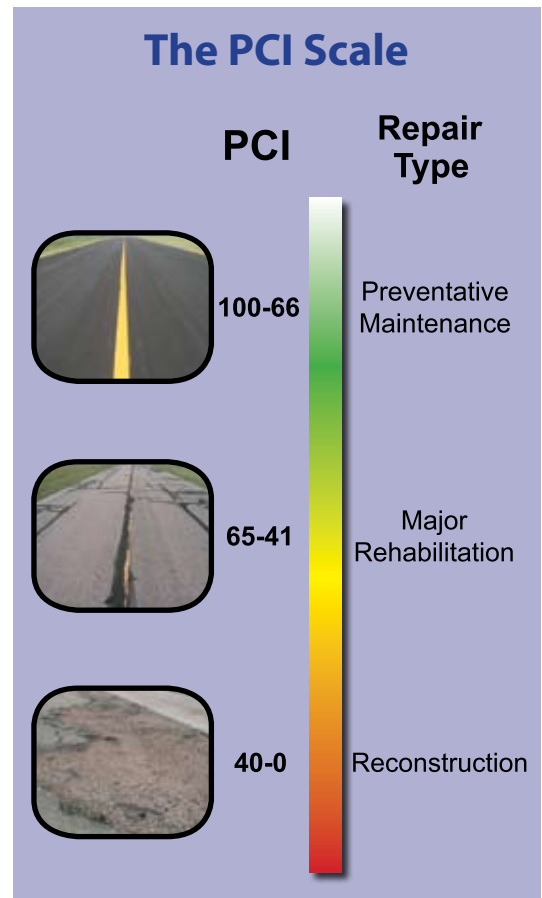 The PCI Scale
PCI
Repair
Type
100-66
Preventative
Maintenance
65-41
Major
Rehabilitation
40-0
Reconstruction